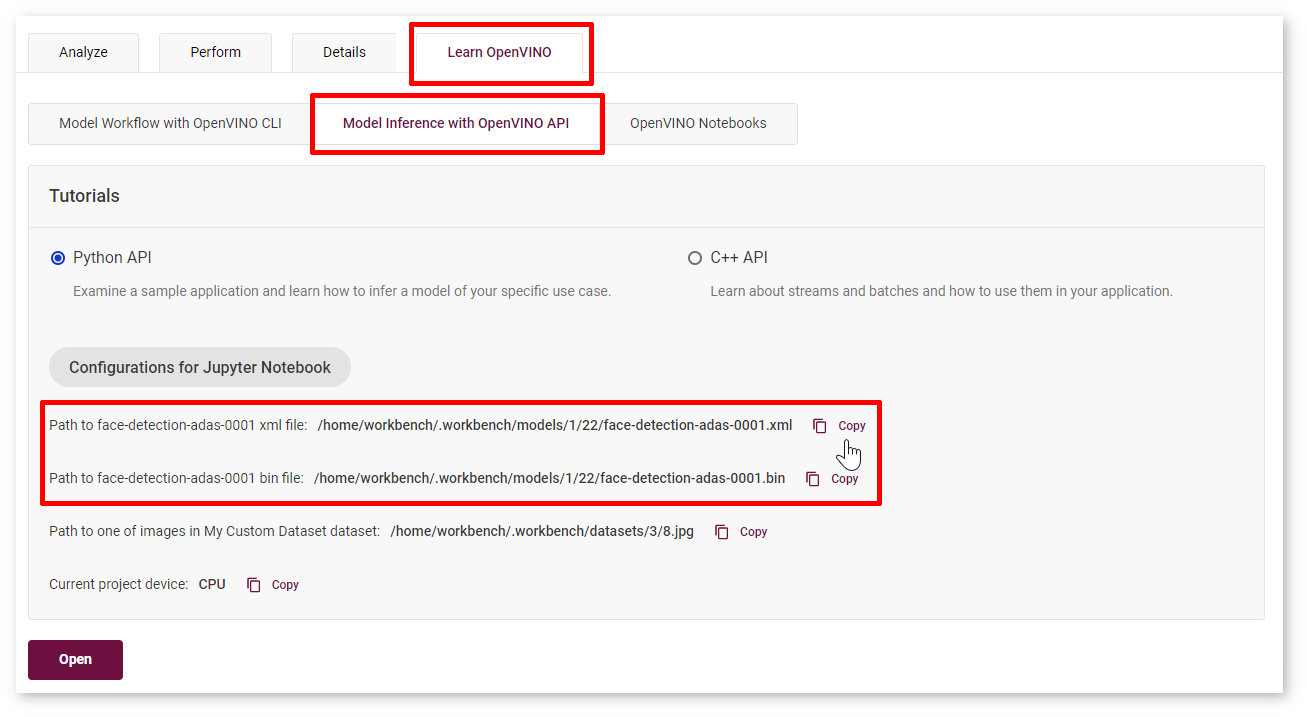 Analyze Perform Details Learn OpenVINO
Model Workflow with OpenVINO CLI Model Inference with OpenVINO API OpenVINO Notebooks
Tutorials
Python API C++ API
Examine a sample application and learn how to infer a model of your specific use case. Learn about streams and batches and how to use them in your application.
Configurations for Jupyter Notebook
Path to face-detection-adas-0001 xml file: /home/workbench/.workbench/models/1/22/face-detection-adas-0001.xml Copy
Path to face-detection-adas-0001 bin file: /home/workbench/.workbench/models/1/22/face-detection-adas-0001.bin Copy
Path to one of images in My Custom Dataset dataset: /home/workbench/.workbench/datasets/3/8.jpg Copy
Current project device: CPU Copy
Open